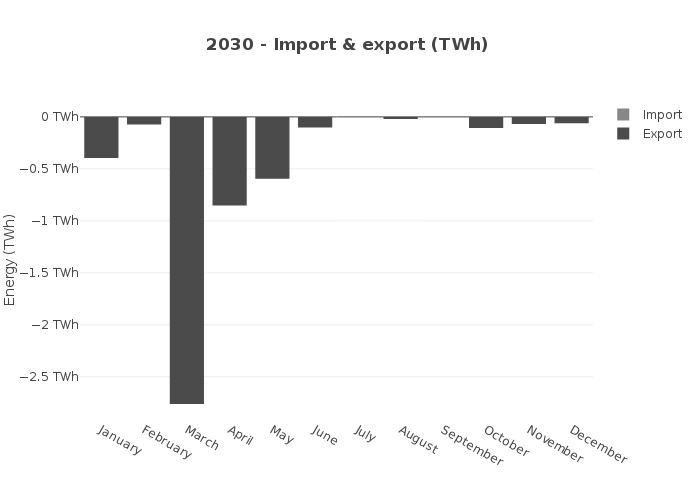 2030 - Import & export (TWh)
0 TWh
−0.5 TWh
−1 TWh
−1.5 TWh
−2 TWh
−2.5 TWh
Energy (TWh)
January
February
March
April
May
June
July
August
September
October
November
December
Import
Export